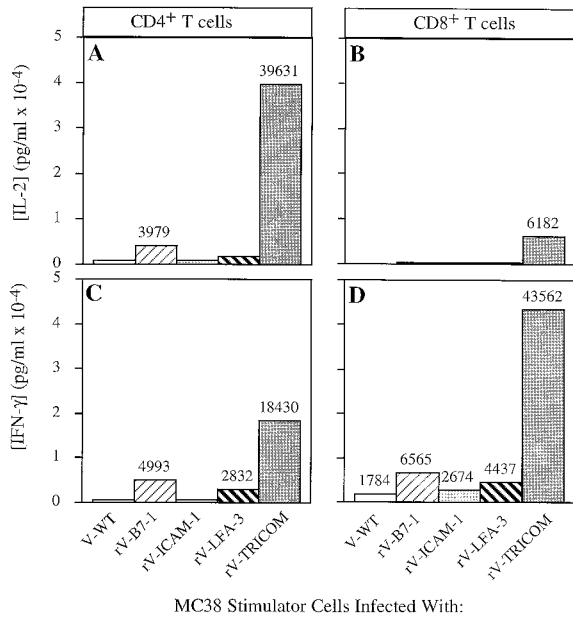 CD4+ T cells
CD8+ T cells
A
B
[IL-2] (pg/ml x 10-4)
5
4
3
2
1
0
3979
39631
6182
C
D
[IFN-γ] (pg/ml x 10-4)
5
4
3
2
1
0
4993
2832
18430
1784
6565
2674
4437
43562
V-WT
rV-B7-1
rV-ICAM-1
rV-LFA-3
rV-TRICOM
V-WT
rV-B7-1
rV-ICAM-1
rV-LFA-3
rV-TRICOM
MC38 Stimulator Cells Infected With: